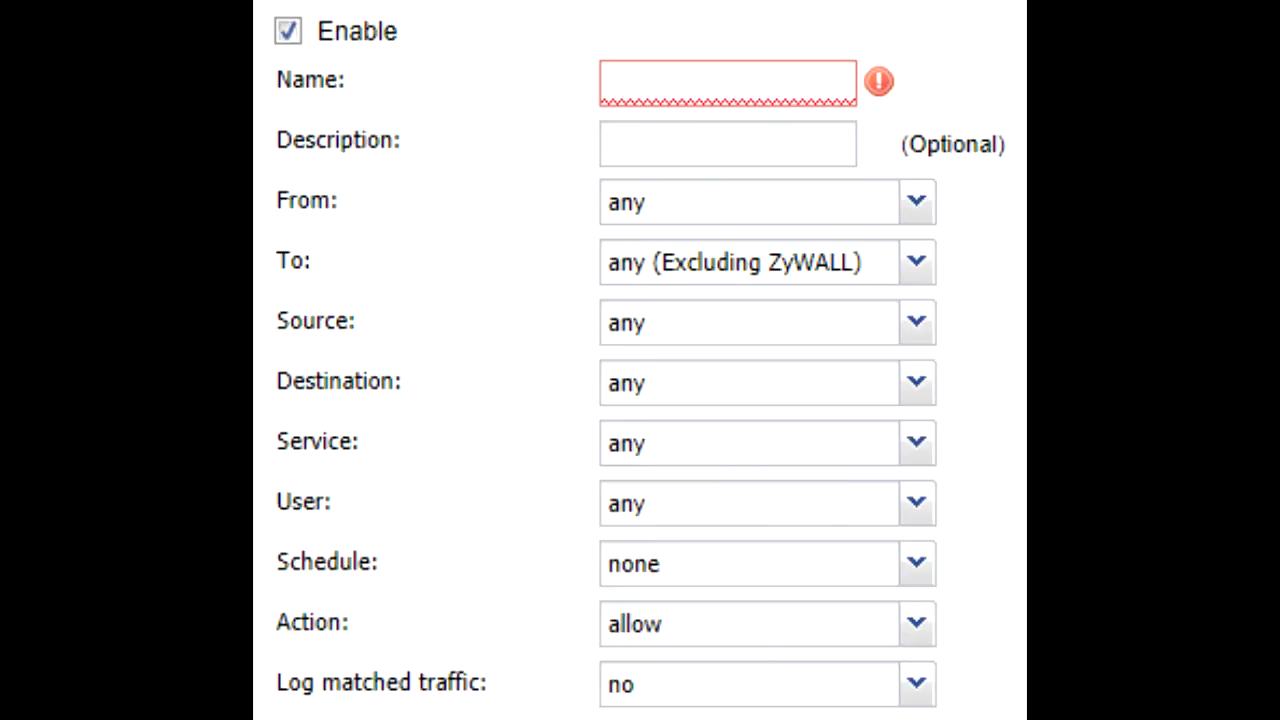 Enable
Name:
Description: (Optional)
From: any
To: any (Excluding ZyWALL)
Source: any
Destination: any
Service: any
User: any
Schedule: none
Action: allow
Log matched traffic: no